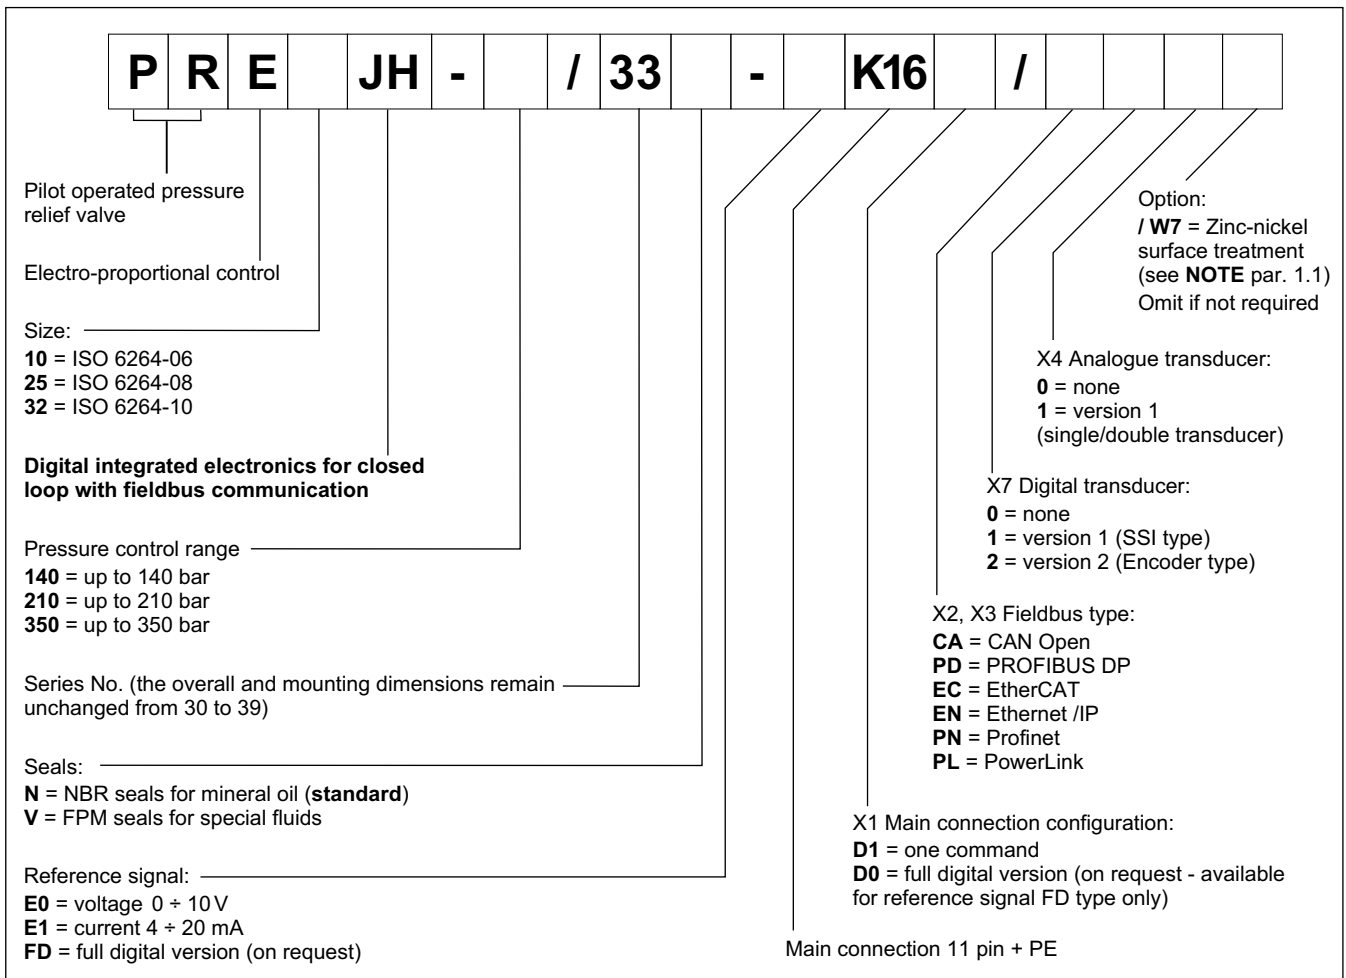 P R E JH - / 33 - K16 /
Pilot operated pressure
relief valve
Electro-proportional control
Size:
10 = ISO 6264-06
25 = ISO 6264-08
32 = ISO 6264-10
Digital integrated electronics for closed
loop with fieldbus communication
Pressure control range
140 = up to 140 bar
210 = up to 210 bar
350 = up to 350 bar
Series No. (the overall and mounting dimensions remain
unchanged from 30 to 39)
Seals:
N = NBR seals for mineral oil (standard)
V = FPM seals for special fluids
Reference signal:
E0 = voltage 0 ÷ 10 V
E1 = current 4 ÷ 20 mA
FD = full digital version (on request)
Option:
/ W7 = Zinc-nickel
surface treatment
(see NOTE par. 1.1)
Omit if not required
X4 Analogue transducer:
0 = none
1 = version 1
(single/double transducer)
X7 Digital transducer:
0 = none
1 = version 1 (SSI type)
2 = version 2 (Encoder type)
X2, X3 Fieldbus type:
CA = CAN Open
PD = PROFIBUS DP
EC = EtherCAT
EN = Ethernet /IP
PN = Profinet
PL = PowerLink
X1 Main connection configuration:
D1 = one command
D0 = full digital version (on request - available
for reference signal FD type only)
Main connection 11 pin + PE